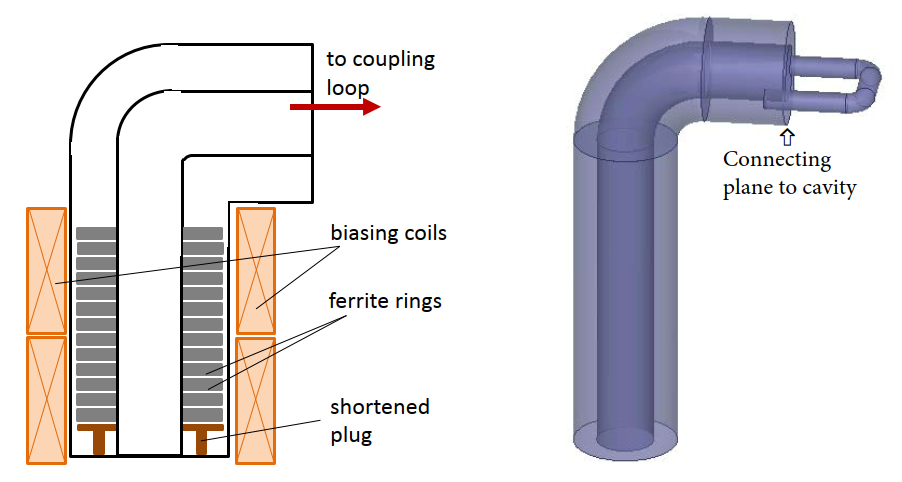 to coupling
loop
biasing coils
ferrite rings
shortened
plug
Connecting
plane to cavity